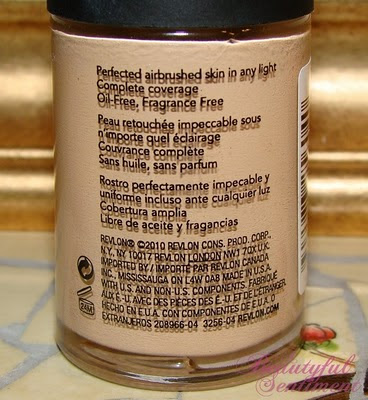 Perfected airbrushed skin in any light
Complete coverage
Oil-Free, Fragrance Free
Peau retouchée impeccable sous
n'importe quel éclairage
Couvrance complète
Sans huile, sans parfum
Rostro perfectamente impecable y
uniforme incluso ante cualquier luz
Cobertura amplia
Libre de aceite y fragancias
REVLON® ©2010 REVLON CONS. PROD. CORP.,
N.Y., NY 10017 REVLON LONDON NW1 7QX U.K.
IMPORTED BY / IMPORTÉ PAR REVLON CANADA
INC., MISSISSAUGA ON L4W 0A8 MADE IN U.S.A.
WITH U.S. AND NON-U.S. COMPONENTS. FABRIQUÉ
AUX É.-U. AVEC DES PIÈCES DES É.-U. ET DE L'ÉTRANGER.
HECHO EN E.U.A. CON COMPONENTES DE E.U.A. O
EXTRANJEROS 208966-04 3256-04 REVLON.COM
24M
Beautyful
Sentiment